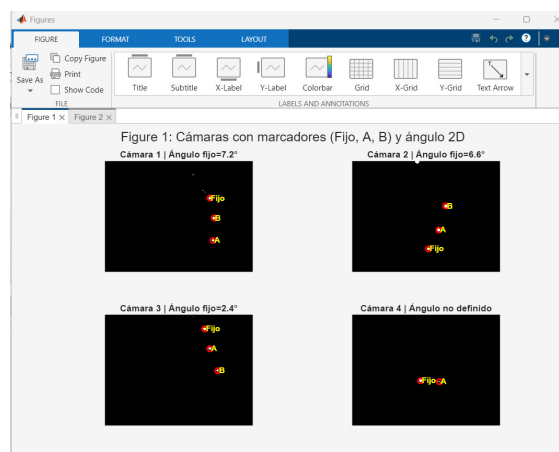 Figures
FIGURE FORMAT TOOLS LAYOUT
Save As
Copy Figure
Print
Show Code
FILE
Title Subtitle X-Label Y-Label Colorbar Grid X-Grid Y-Grid Text Arrow
LABELS AND ANNOTATIONS
Figure 1 × Figure 2 ×
Figure 1: Cámaras con marcadores (Fijo, A, B) y ángulo 2D
Cámara 1 | Ángulo fijo=7.2°
Fijo
B
A
Cámara 2 | Ángulo fijo=6.6°
B
A
Fijo
Cámara 3 | Ángulo fijo=2.4°
Fijo
A
B
Cámara 4 | Ángulo no definido
Fijo A